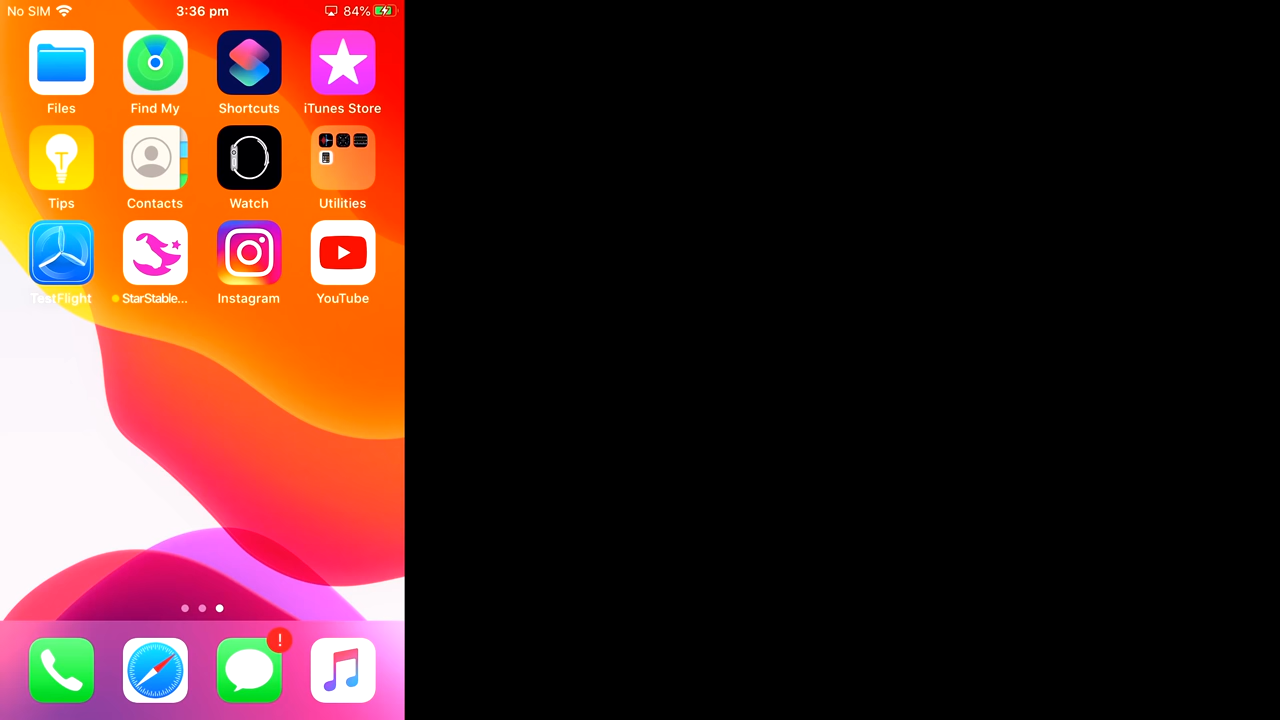 No SIM 3:36 pm 84%
Files Find My Shortcuts iTunes Store
Tips Contacts Watch Utilities
TestFlight StarStable... Instagram YouTube
!